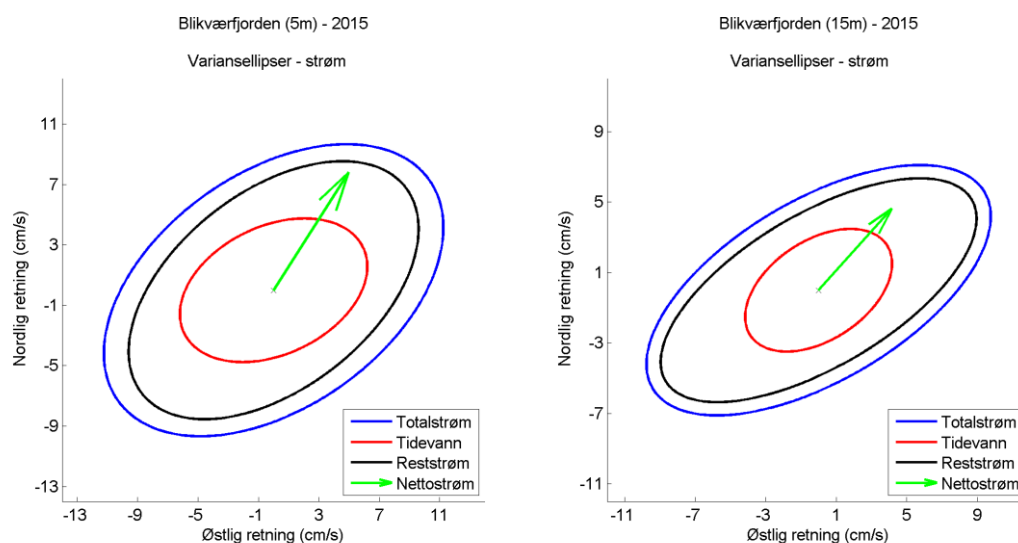 Blikværfjorden (5m) - 2015
Variansellipser - strøm
11
7
3
-1
-5
-9
-13
Nordlig retning (cm/s)
-13 -9 -5 -1 3 7 11
Østlig retning (cm/s)
Totalstrøm
Tidevann
Reststrøm
Nettostrøm
Blikværfjorden (15m) - 2015
Variansellipser - strøm
9
5
1
-3
-7
-11
Nordlig retning (cm/s)
-11 -7 -3 1 5 9
Østlig retning (cm/s)
Totalstrøm
Tidevann
Reststrøm
Nettostrøm